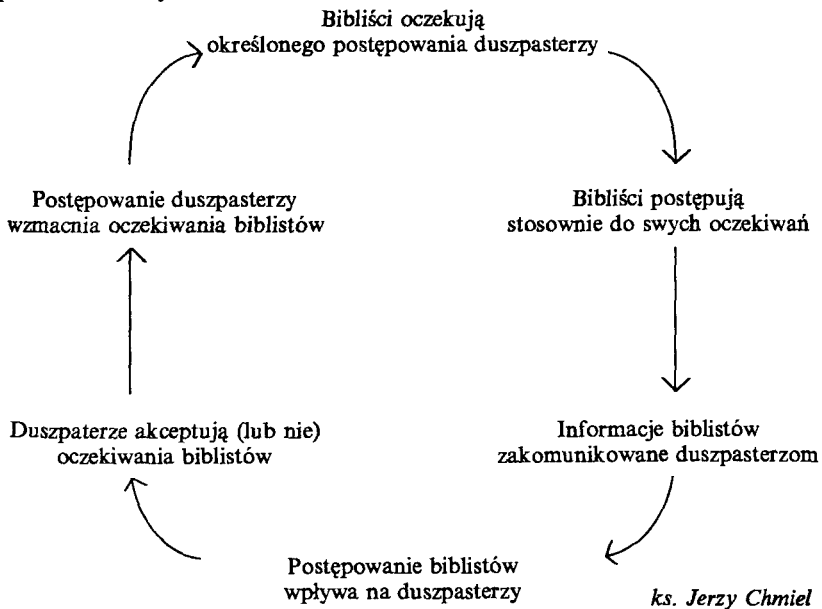 Bibliści oczekują
określonego postępowania duszpasterzy
Bibliści postępują
stosownie do swych oczekiwań
Informacje biblistów
zakomunikowane duszpasterzom
Postępowanie biblistów
wpływa na duszpasterzy
Duszpaterze akceptują (lub nie)
oczekiwania biblistów
Postępowanie duszpasterzy
wzmacnia oczekiwania biblistów
ks. Jerzy Chmiel